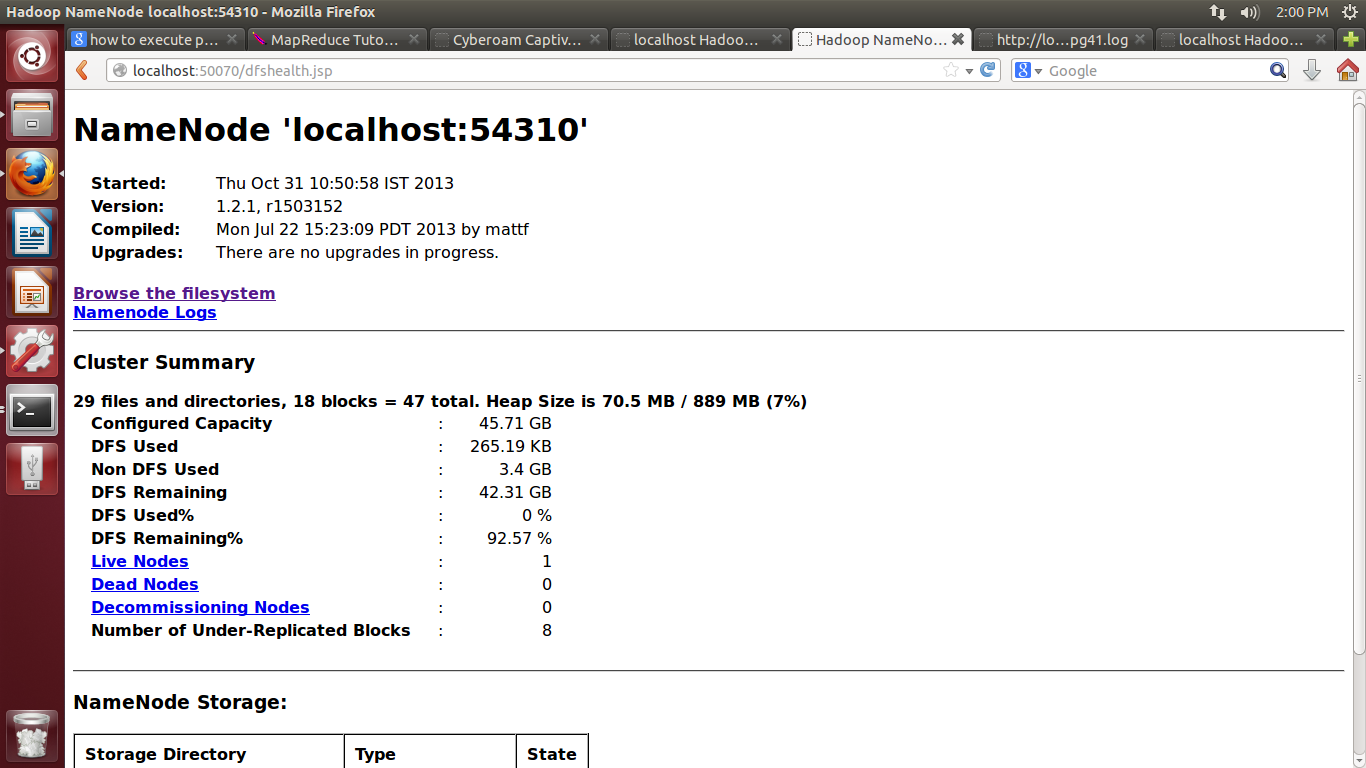 Hadoop NameNode localhost:54310 - Mozilla Firefox 2:00 PM
how to execute p... MapReduce Tuto... Cyberoam Captiv... localhost Hadoo... Hadoop NameNo... http://lo...pg41.log localhost Hadoo...
localhost:50070/dfshealth.jsp Google
NameNode 'localhost:54310'
Started: Thu Oct 31 10:50:58 IST 2013
Version: 1.2.1, r1503152
Compiled: Mon Jul 22 15:23:09 PDT 2013 by mattf
Upgrades: There are no upgrades in progress.
Browse the filesystem
Namenode Logs
Cluster Summary
29 files and directories, 18 blocks = 47 total. Heap Size is 70.5 MB / 889 MB (7%)
Configured Capacity : 45.71 GB
DFS Used : 265.19 KB
Non DFS Used : 3.4 GB
DFS Remaining : 42.31 GB
DFS Used% : 0 %
DFS Remaining% : 92.57 %
Live Nodes : 1
Dead Nodes : 0
Decommissioning Nodes : 0
Number of Under-Replicated Blocks : 8
NameNode Storage:
Storage Directory Type State